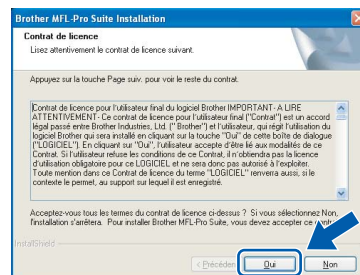 Brother MFL-Pro Suite Installation
Contrat de licence
Lisez attentivement le contrat de licence suivant.
Appuyez sur la touche Page suiv. pour voir le reste du contrat.
Contrat de licence pour l'utilisateur final du logiciel Brother IMPORTANT- A LIRE
ATTENTIVEMENT- Ce contrat de licence pour l'utilisateur final ("Contrat") est un accord
légal passé entre Brother Industries, Ltd. ("Brother") et l'utilisateur, qui régit l'utilisation du
logiciel Brother qui sera installé en cliquant sur la touche "Oui" de cette boîte de dialogue
("LOGICIEL"). En cliquant sur "Oui", l'utilisateur accepte d'être lié aux modalités de ce
Contrat. Si l'utilisateur refuse les conditions de ce Contrat, il n'obtiendra pas la licence
d'utilisation obligatoire pour ce LOGICIEL et ne sera donc pas autorisé à l'exploiter.
Toute mention dans ce Contrat de licence du terme "LOGICIEL" renverra aussi, si le
contexte le permet, au support sur lequel il est enregistré.
Acceptez-vous tous les termes du contrat de licence ci-dessus ? Si vous sélectionnez Non,
l'installation s'arrêtera. Pour installer Brother MFL-Pro Suite, vous devez accepter ce
InstallShield
< Précéden Oui Non